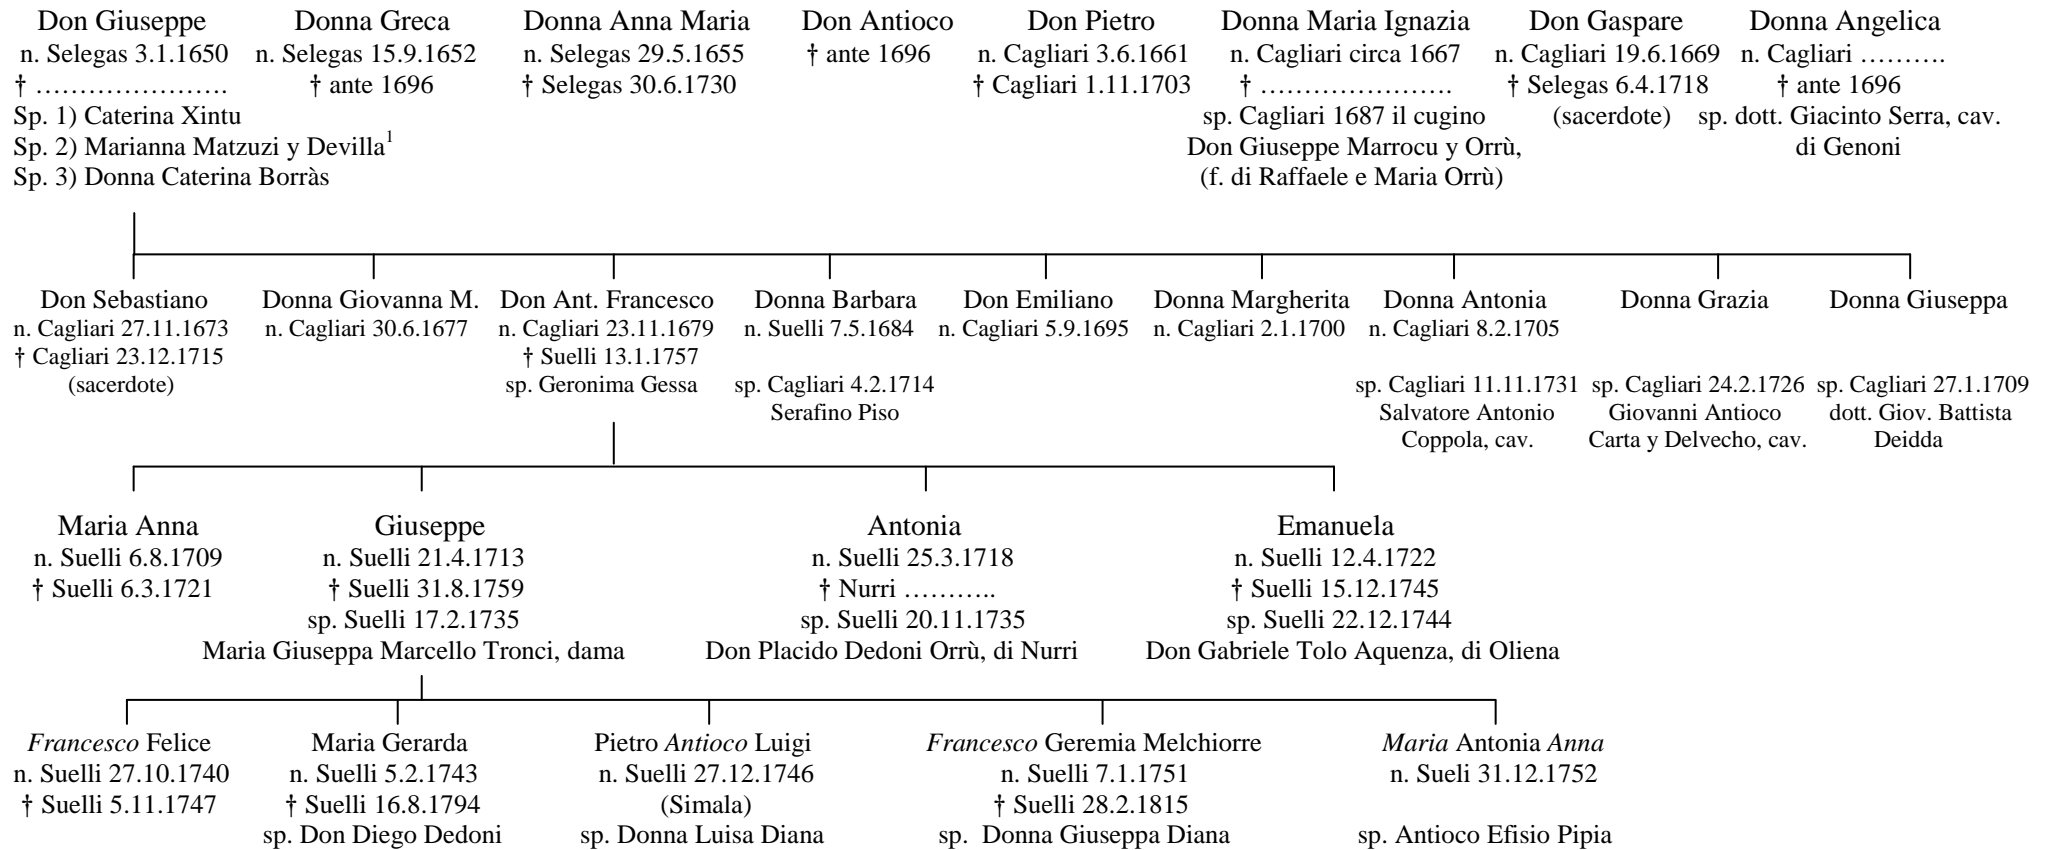 Don Giuseppe
n. Selegas 3.1.1650
† ………………….
Sp. 1) Caterina Xintu
Sp. 2) Marianna Matzuzi y Devilla1
Sp. 3) Donna Caterina Borràs
Donna Greca
n. Selegas 15.9.1652
† ante 1696
Donna Anna Maria
n. Selegas 29.5.1655
† Selegas 30.6.1730
Don Antioco
† ante 1696
Don Pietro
n. Cagliari 3.6.1661
† Cagliari 1.11.1703
Donna Maria Ignazia
n. Cagliari circa 1667
† ………………….
sp. Cagliari 1687 il cugino
Don Giuseppe Marrocu y Orrù,
(f. di Raffaele e Maria Orrù)
Don Gaspare
n. Cagliari 19.6.1669
† Selegas 6.4.1718
(sacerdote)
Donna Angelica
n. Cagliari ……….
† ante 1696
sp. dott. Giacinto Serra, cav.
di Genoni
Don Sebastiano
n. Cagliari 27.11.1673
† Cagliari 23.12.1715
(sacerdote)
Donna Giovanna M.
n. Cagliari 30.6.1677
Don Ant. Francesco
n. Cagliari 23.11.1679
† Suelli 13.1.1757
sp. Geronima Gessa
Donna Barbara
n. Suelli 7.5.1684
sp. Cagliari 4.2.1714
Serafino Piso
Don Emiliano
n. Cagliari 5.9.1695
Donna Margherita
n. Cagliari 2.1.1700
Donna Antonia
n. Cagliari 8.2.1705
sp. Cagliari 11.11.1731
Salvatore Antonio
Coppola, cav.
Donna Grazia
sp. Cagliari 24.2.1726
Giovanni Antioco
Carta y Delvecho, cav.
Donna Giuseppa
sp. Cagliari 27.1.1709
dott. Giov. Battista
Deidda
Maria Anna
n. Suelli 6.8.1709
† Suelli 6.3.1721
Giuseppe
n. Suelli 21.4.1713
† Suelli 31.8.1759
sp. Suelli 17.2.1735
Maria Giuseppa Marcello Tronci, dama
Antonia
n. Suelli 25.3.1718
† Nurri ………..
sp. Suelli 20.11.1735
Don Placido Dedoni Orrù, di Nurri
Emanuela
n. Suelli 12.4.1722
† Suelli 15.12.1745
sp. Suelli 22.12.1744
Don Gabriele Tolo Aquenza, di Oliena
Francesco Felice
n. Suelli 27.10.1740
† Suelli 5.11.1747
Maria Gerarda
n. Suelli 5.2.1743
† Suelli 16.8.1794
sp. Don Diego Dedoni
Pietro Antioco Luigi
n. Suelli 27.12.1746
(Simala)
sp. Donna Luisa Diana
Francesco Geremia Melchiorre
n. Suelli 7.1.1751
† Suelli 28.2.1815
sp. Donna Giuseppa Diana
Maria Antonia Anna
n. Sueli 31.12.1752
sp. Antioco Efisio Pipia